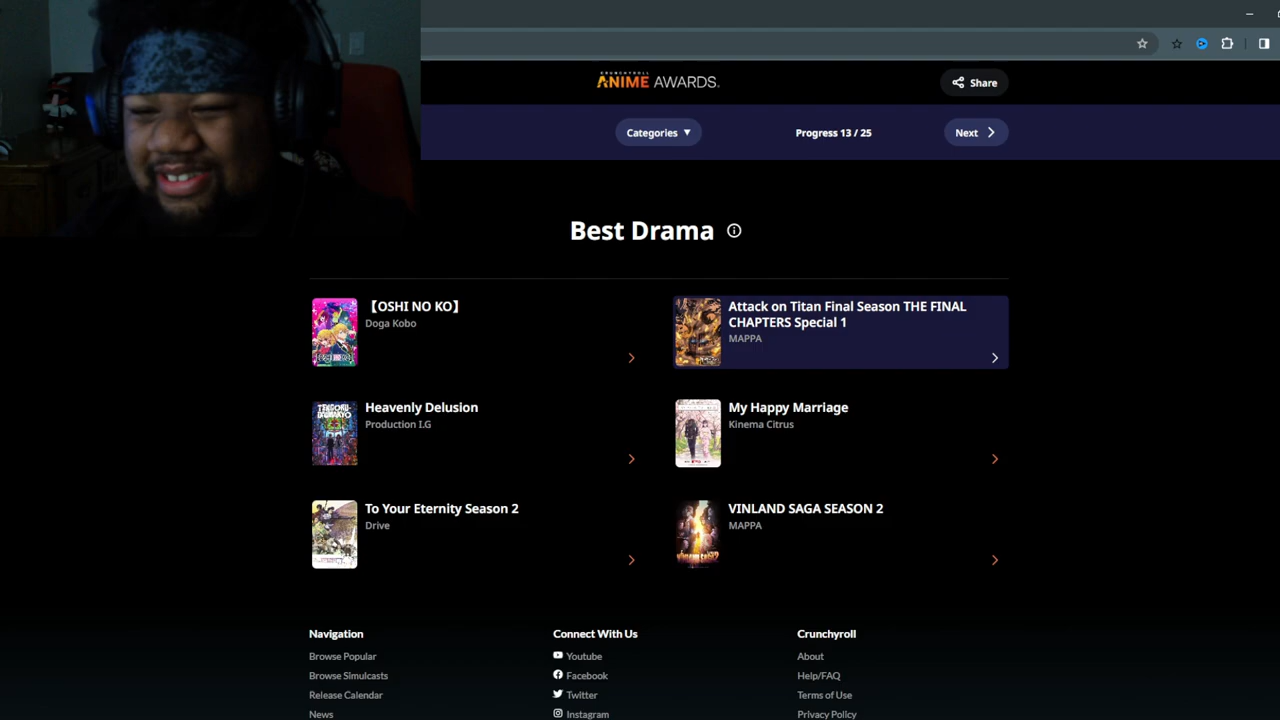 CRUNCHYROLL
ANIME AWARDS.
Share
Categories ▼
Progress 13 / 25
Next
Best Drama
【OSHI NO KO】
Doga Kobo
Attack on Titan Final Season THE FINAL
CHAPTERS Special 1
MAPPA
Heavenly Delusion
Production I.G
My Happy Marriage
Kinema Citrus
To Your Eternity Season 2
Drive
VINLAND SAGA SEASON 2
MAPPA
Navigation
Browse Popular
Browse Simulcasts
Release Calendar
News
Connect With Us
Youtube
Facebook
Twitter
Instagram
Crunchyroll
About
Help/FAQ
Terms of Use
Privacy Policy